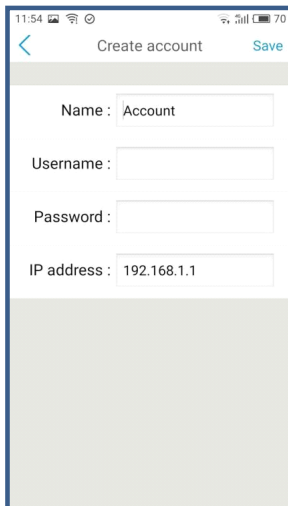 11:54 70
Create account Save
Name : Account
Username :
Password :
IP address : 192.168.1.1